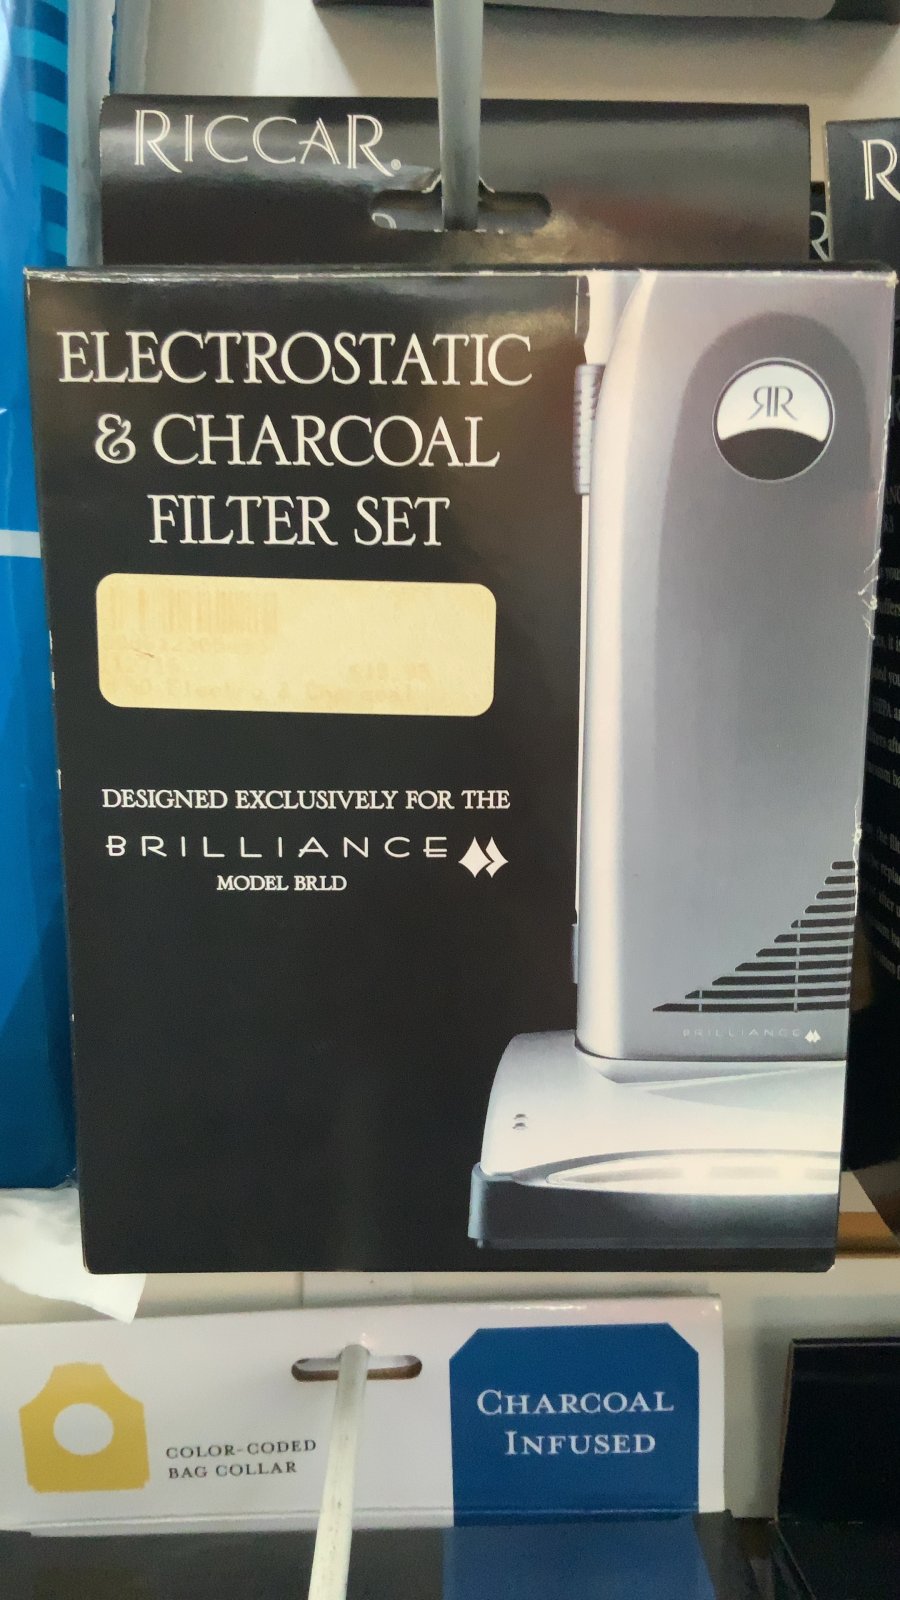 RICCAR®
ELECTROSTATIC
& CHARCOAL
FILTER SET
DESIGNED EXCLUSIVELY FOR THE
BRILLIANCE
MODEL BRLD
BRILLIANCE
COLOR-CODED
BAG COLLAR
CHARCOAL
INFUSED